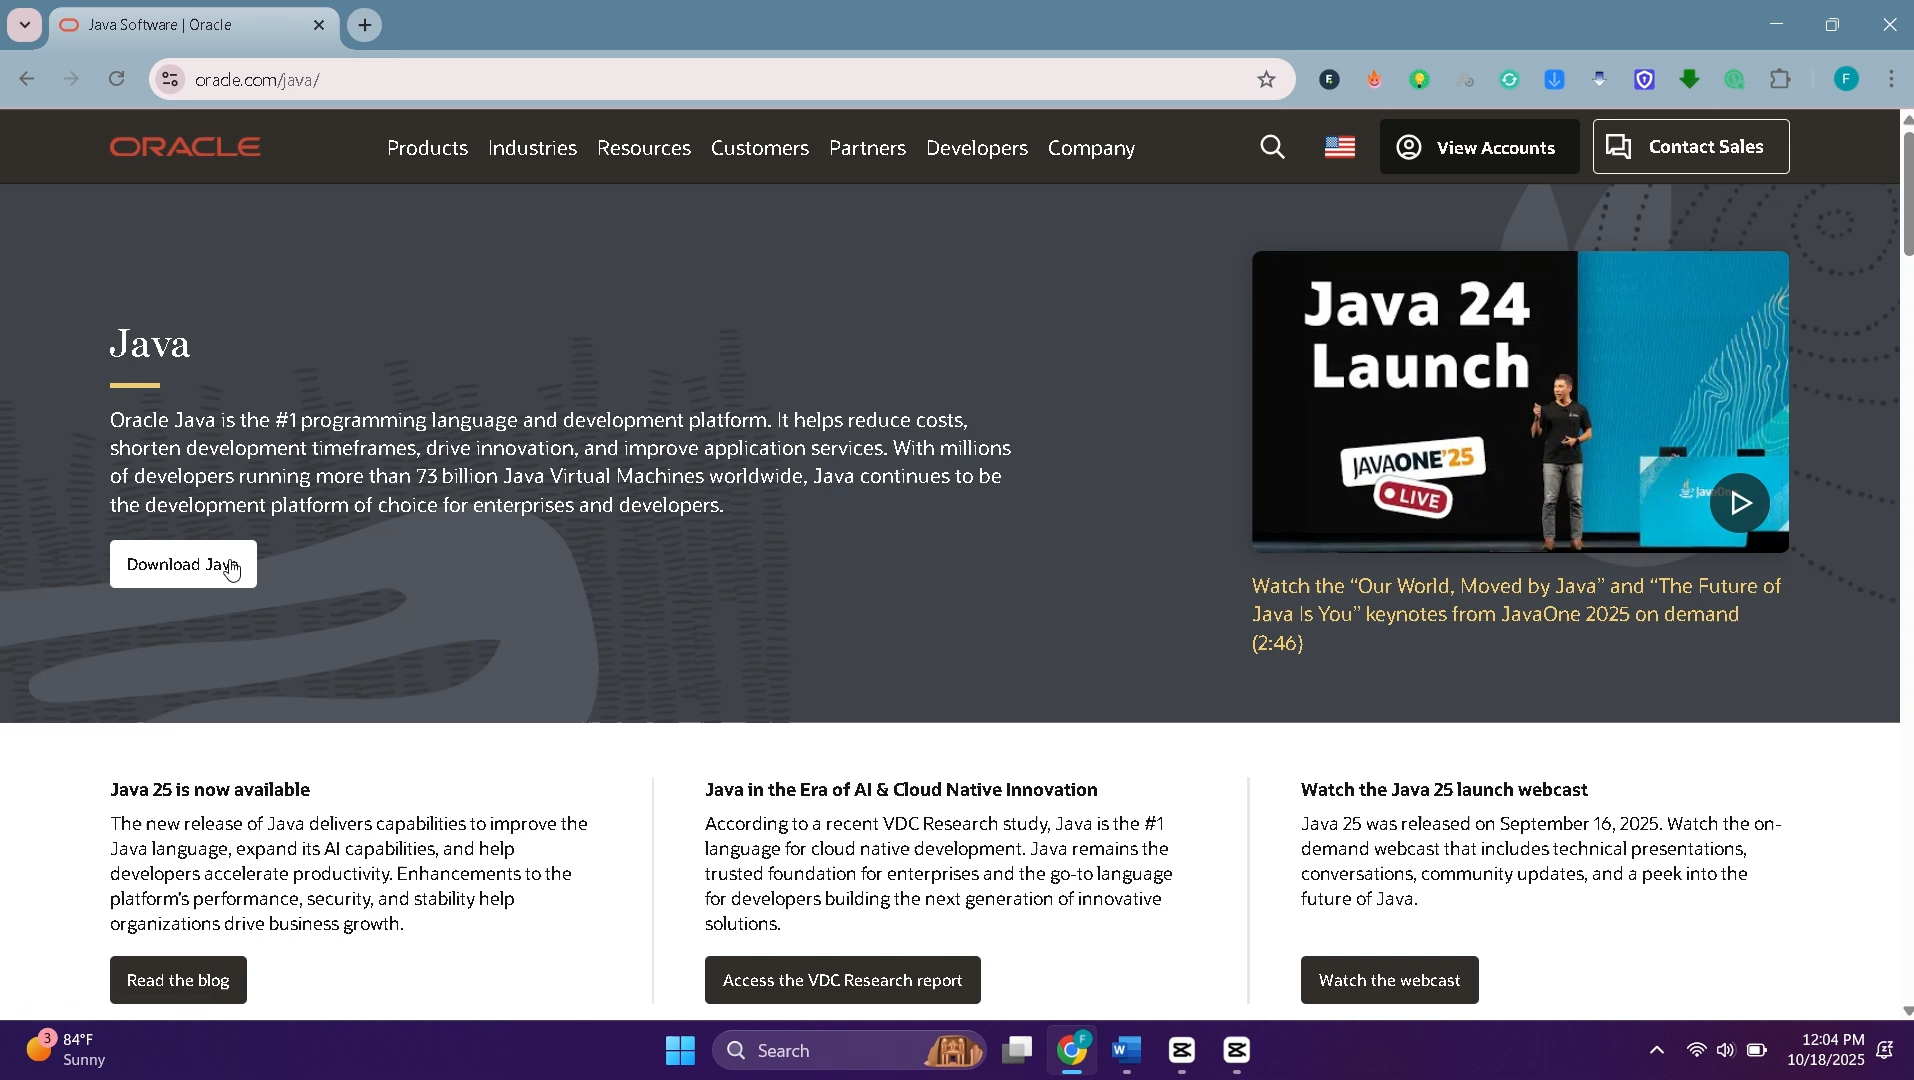 Java Software | Oracle
oracle.com/java/
F
ORACLE
Products Industries Resources Customers Partners Developers Company
View Accounts
Contact Sales
Java
Oracle Java is the #1 programming language and development platform. It helps reduce costs,
shorten development timeframes, drive innovation, and improve application services. With millions
of developers running more than 73 billion Java Virtual Machines worldwide, Java continues to be
the development platform of choice for enterprises and developers.
Download Java
Java 24
Launch
JAVAONE'25
LIVE
Watch the “Our World, Moved by Java” and “The Future of
Java Is You” keynotes from JavaOne 2025 on demand
(2:46)
Java 25 is now available
The new release of Java delivers capabilities to improve the
Java language, expand its AI capabilities, and help
developers accelerate productivity. Enhancements to the
platform's performance, security, and stability help
organizations drive business growth.
Read the blog
Java in the Era of AI & Cloud Native Innovation
According to a recent VDC Research study, Java is the #1
language for cloud native development. Java remains the
trusted foundation for enterprises and the go-to language
for developers building the next generation of innovative
solutions.
Access the VDC Research report
Watch the Java 25 launch webcast
Java 25 was released on September 16, 2025. Watch the on-
demand webcast that includes technical presentations,
conversations, community updates, and a peek into the
future of Java.
Watch the webcast
3
84°F
Sunny
Search
F
W
12:04 PM
10/18/2025